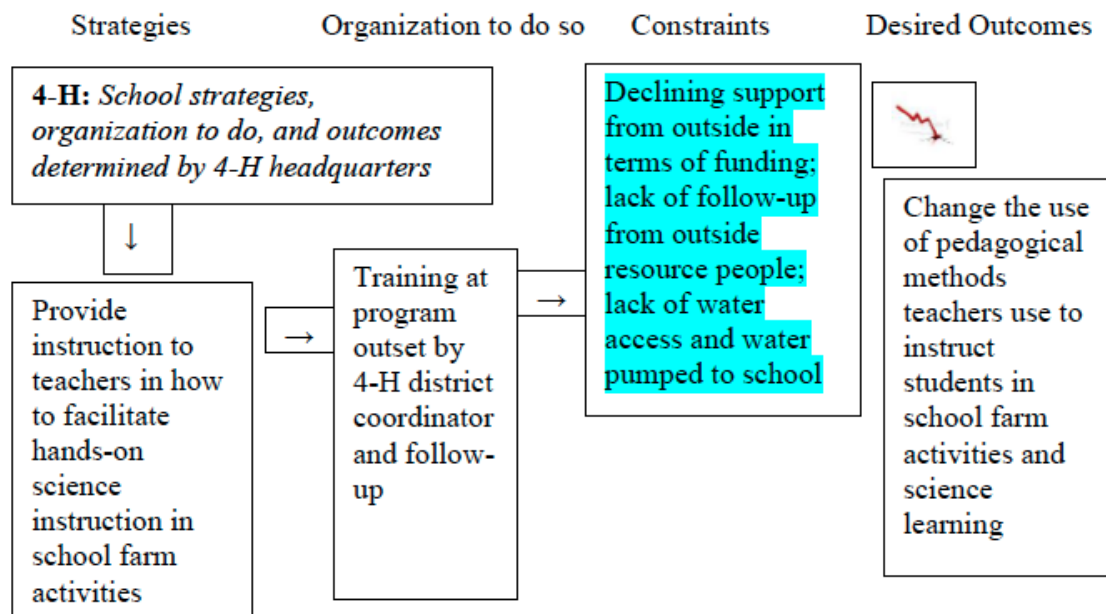 Strategies
Organization to do so
Constraints
Desired Outcomes
4-H: School strategies,
organization to do, and outcomes
determined by 4-H headquarters
↓
Provide
instruction to
teachers in how
to facilitate
hands-on
science
instruction in
school farm
activities
→
Training at
program
outset by
4-H district
coordinator
and follow-
up
→
Declining support
from outside in
terms of funding;
lack of follow-up
from outside
resource people;
lack of water
access and water
pumped to school
Change the use
of pedagogical
methods
teachers use to
instruct
students in
school farm
activities and
science
learning